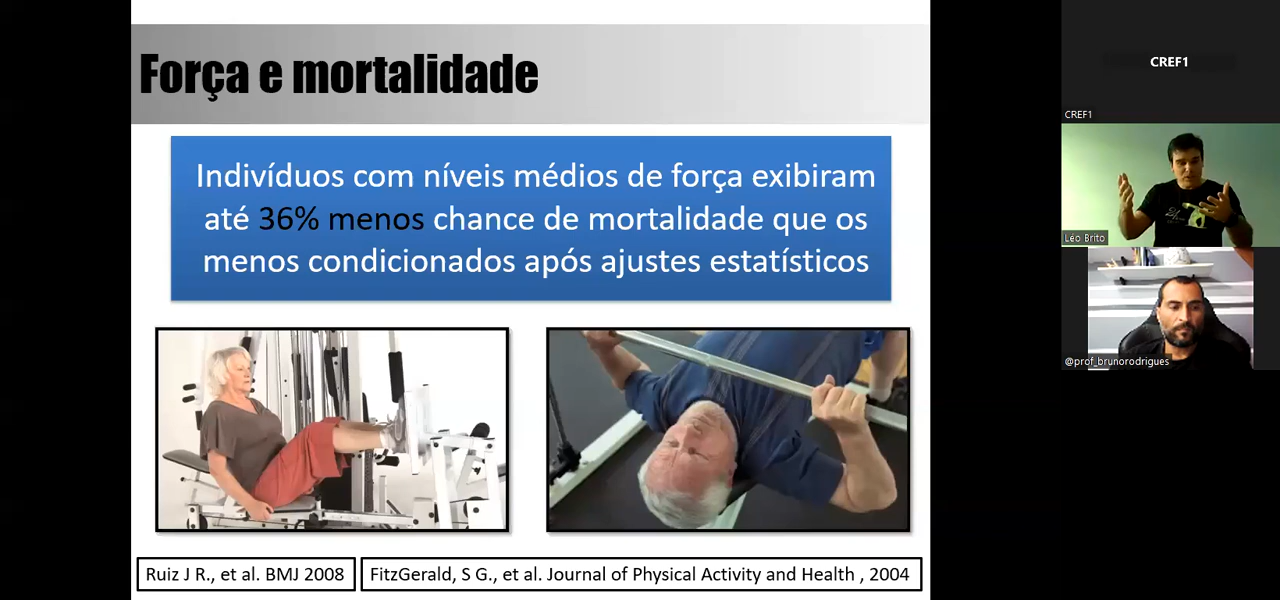 Força e mortalidade
Indivíduos com níveis médios de força exibiram
até 36% menos chance de mortalidade que os
menos condicionados após ajustes estatísticos
Ruiz J R., et al. BMJ 2008
FitzGerald, S G., et al. Journal of Physical Activity and Health , 2004
CREF1
CREF1
Léo Brito
@prof_brunorodrigues